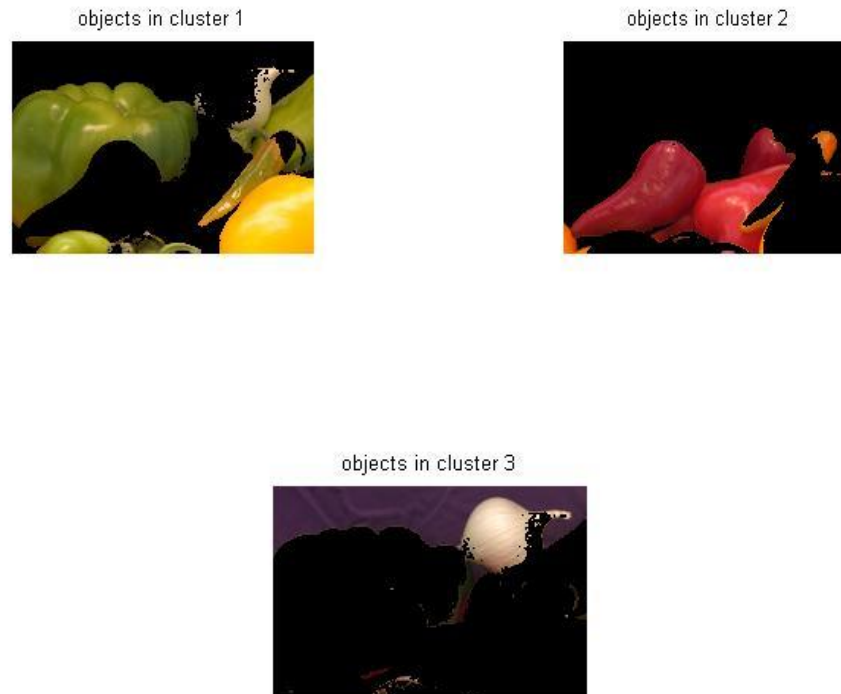 objects in cluster 1
objects in cluster 2
objects in cluster 3